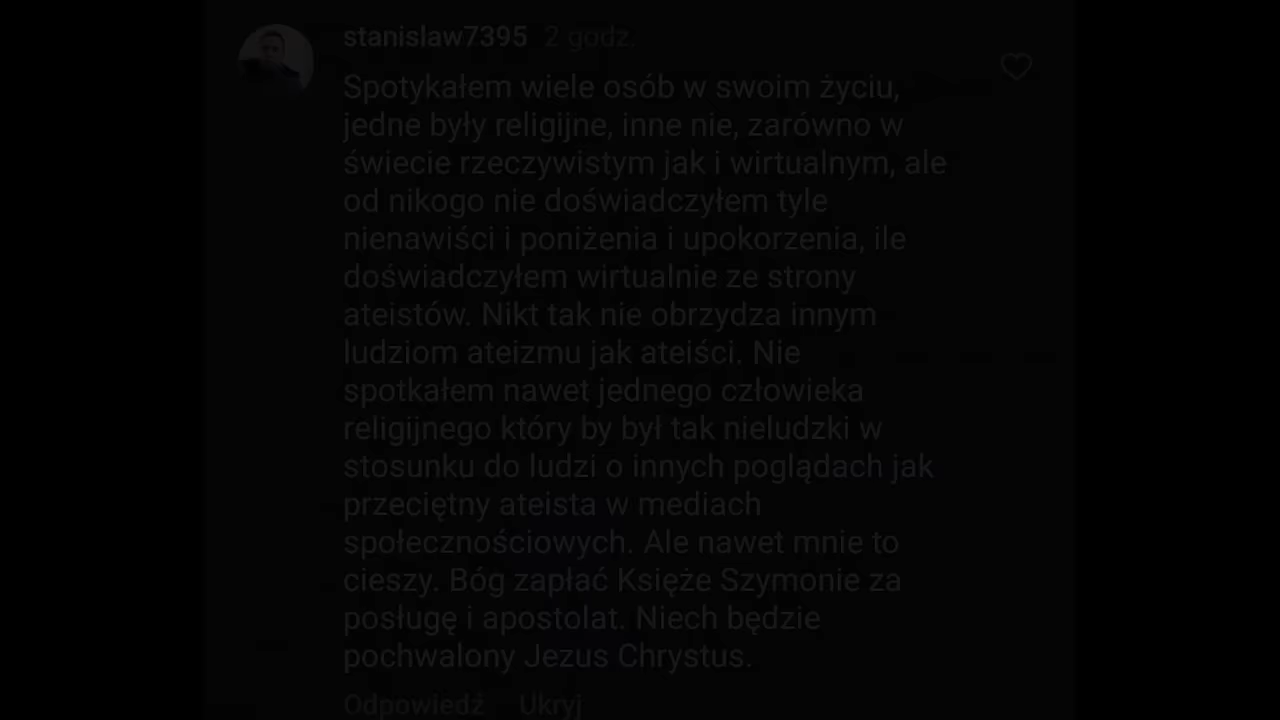 stanislaw7395 2 godz.
Spotykałem wiele osób w swoim życiu,
jedne były religijne, inne nie, zarówno w
świecie rzeczywistym jak i wirtualnym, ale
od nikogo nie doświadczyłem tyle
nienawiści i poniżenia i upokorzenia, ile
doświadczyłem wirtualnie ze strony
ateistów. Nikt tak nie obrzydza innym
ludziom ateizmu jak ateiści. Nie
spotkałem nawet jednego człowieka
religijnego który by był tak nieludzki w
stosunku do ludzi o innych poglądach jak
przeciętny ateista w mediach
społecznościowych. Ale nawet mnie to
cieszy. Bóg zapłać Księże Szymonie za
posługę i apostolat. Niech będzie
pochwalony Jezus Chrystus.
Odpowiedź Ukryj